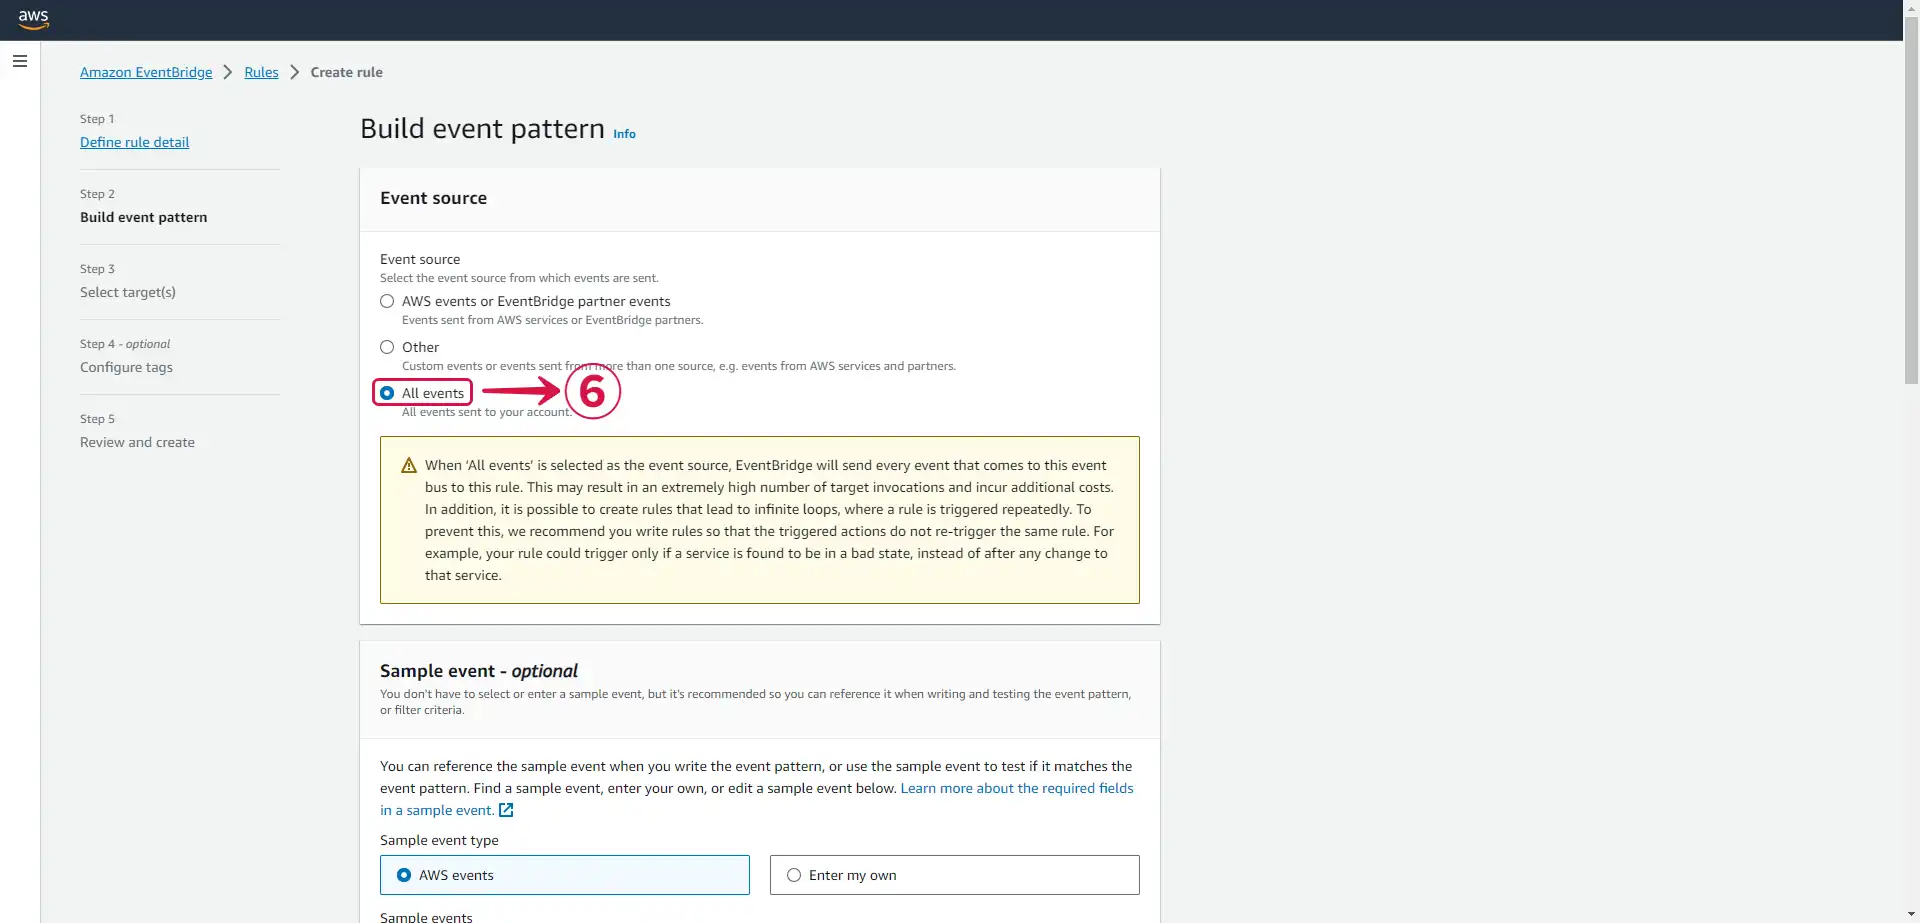 aws
Amazon EventBridge > Rules > Create rule
Step 1
Define rule detail
Step 2
Build event pattern
Step 3
Select target(s)
Step 4 - optional
Configure tags
Step 5
Review and create
Build event pattern Info
Event source
Event source
Select the event source from which events are sent.
AWS events or EventBridge partner events
Events sent from AWS services or EventBridge partners.
Other
Custom events or events sent from more than one source, e.g. events from AWS services and partners.
All events 6
All events sent to your account.
When 'All events' is selected as the event source, EventBridge will send every event that comes to this event
bus to this rule. This may result in an extremely high number of target invocations and incur additional costs.
In addition, it is possible to create rules that lead to infinite loops, where a rule is triggered repeatedly. To
prevent this, we recommend you write rules so that the triggered actions do not re-trigger the same rule. For
example, your rule could trigger only if a service is found to be in a bad state, instead of after any change to
that service.
Sample event - optional
You don't have to select or enter a sample event, but it's recommended so you can reference it when writing and testing the event pattern,
or filter criteria.
You can reference the sample event when you write the event pattern, or use the sample event to test if it matches the
event pattern. Find a sample event, enter your own, or edit a sample event below. Learn more about the required fields
in a sample event.
Sample event type
AWS events
Enter my own
Sample events